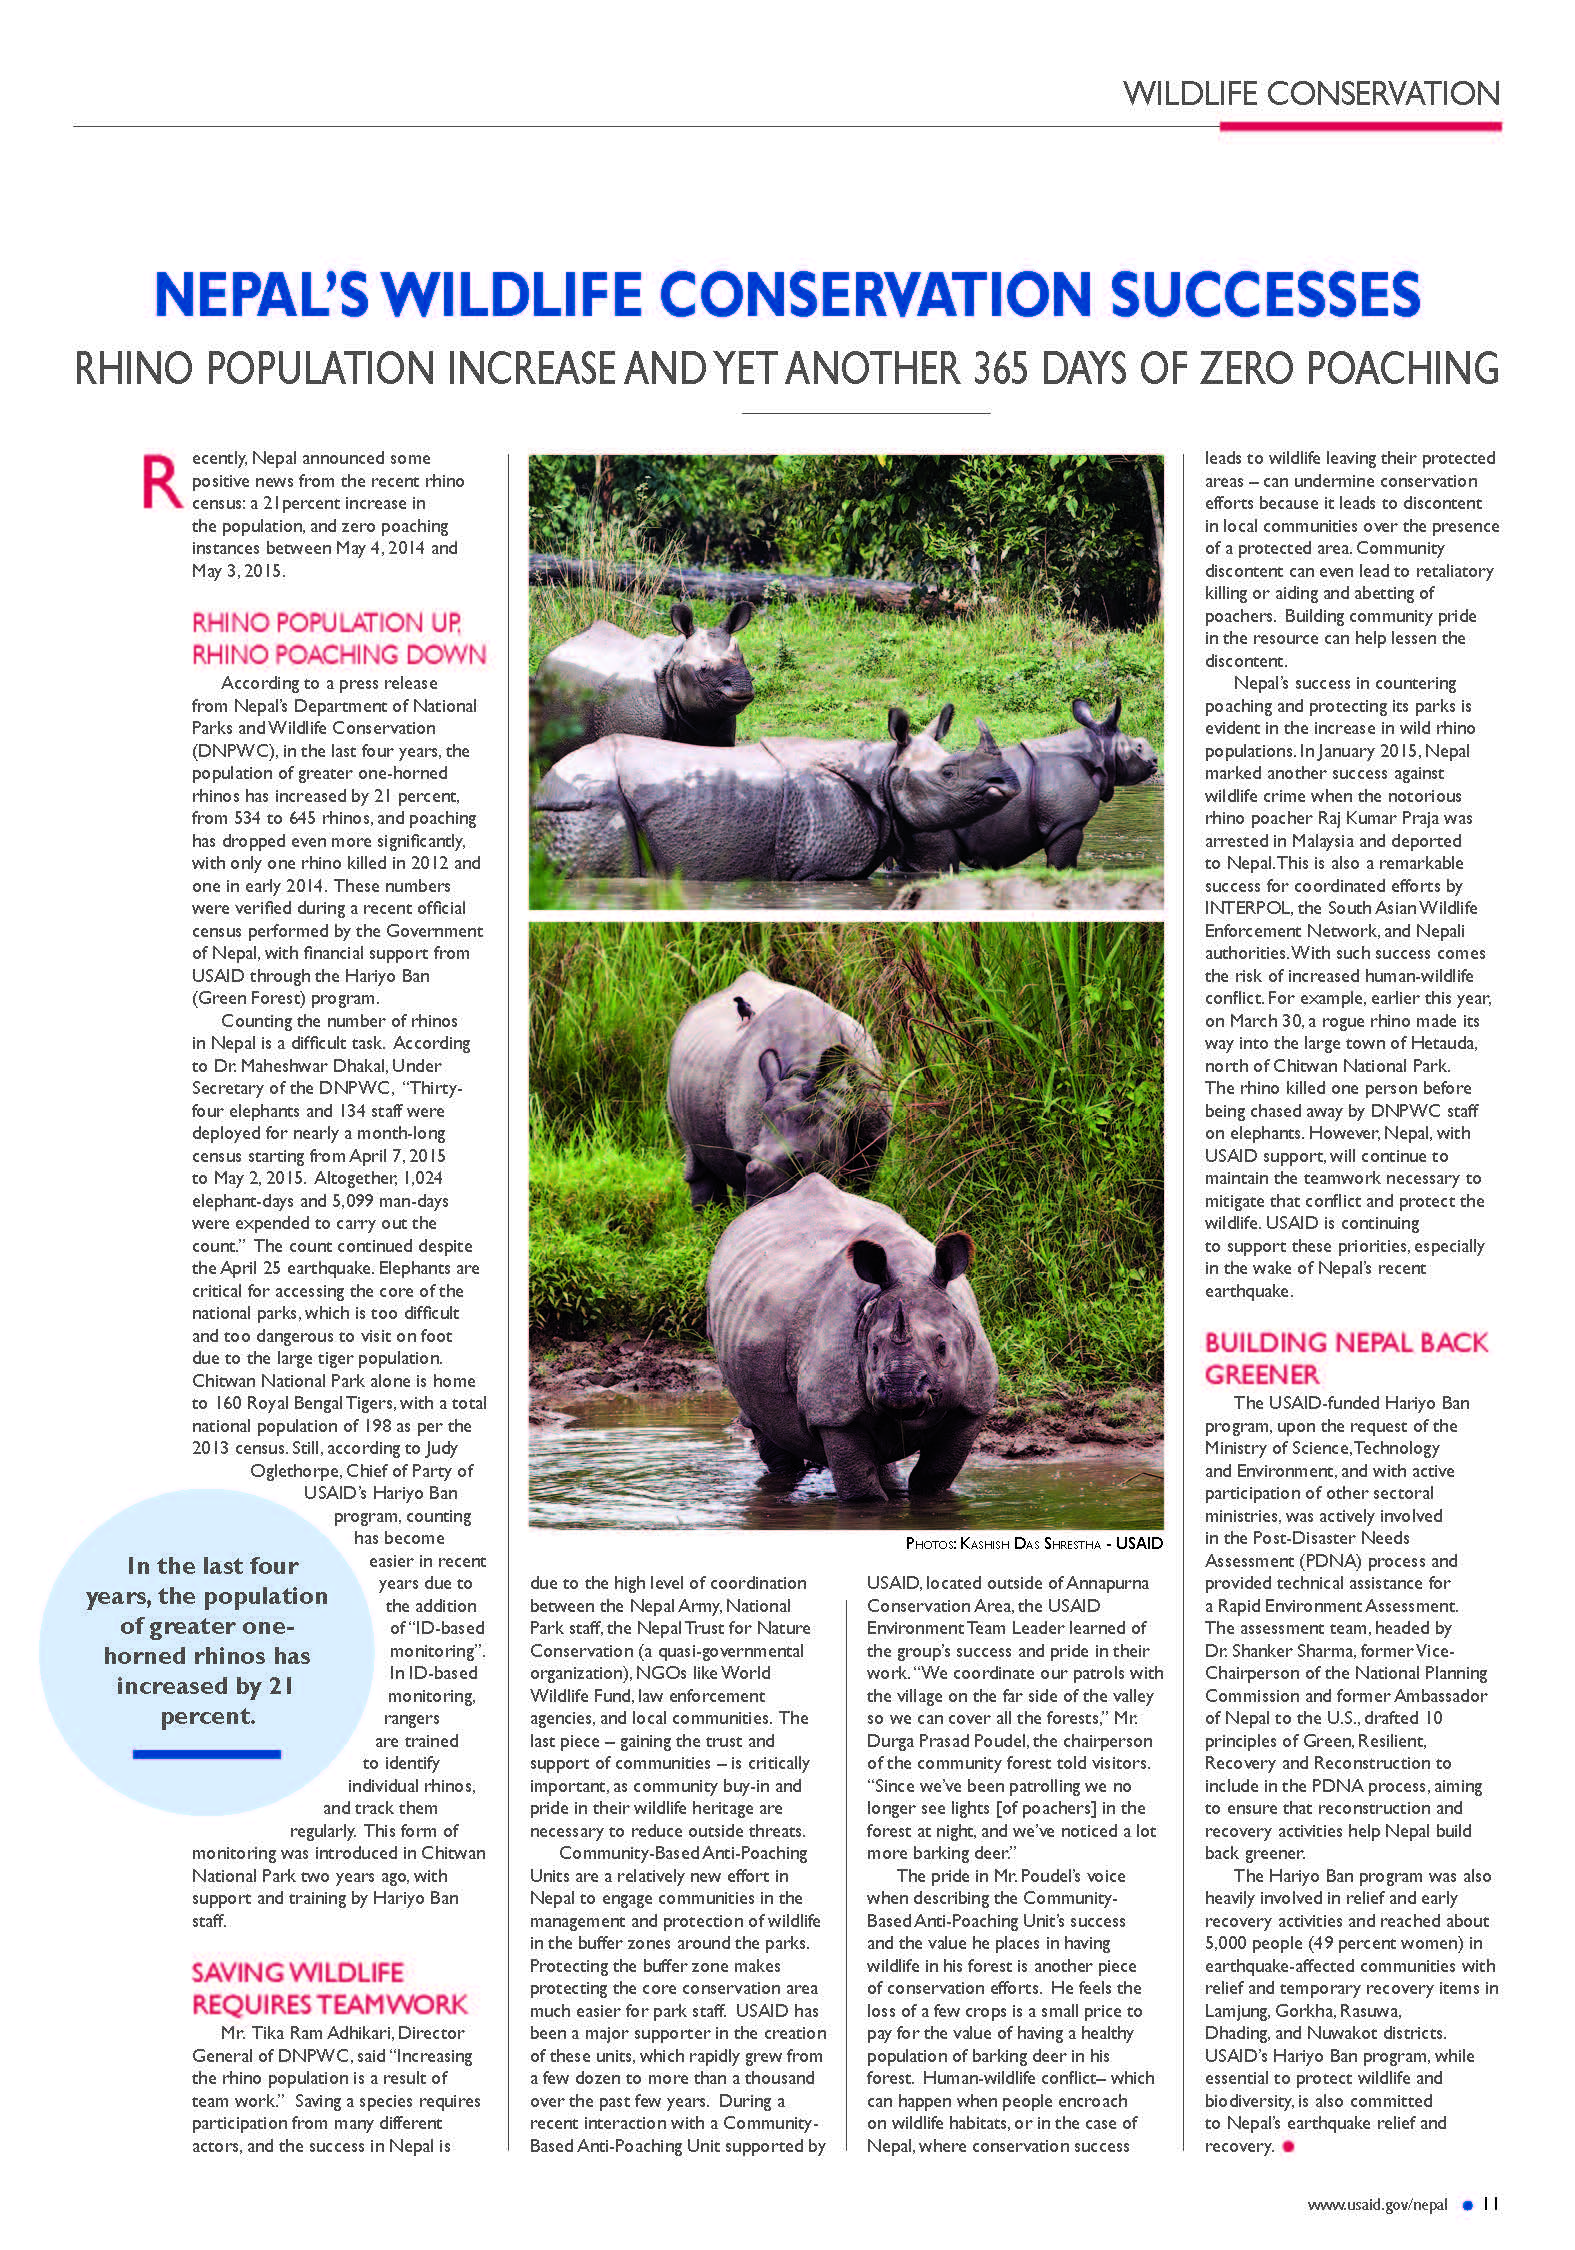 WILDLIFE CONSERVATION
NEPAL'S WILDLIFE CONSERVATION SUCCESSES
RHINO POPULATION INCREASE AND YET ANOTHER 365 DAYS OF ZERO POACHING
Recently, Nepal announced some
positive news from the recent rhino
census: a 21percent increase in
the population, and zero poaching
instances between May 4, 2014 and
May 3, 2015.
RHINO POPULATION UP,
RHINO POACHING DOWN
According to a press release
from Nepal's Department of National
Parks and Wildlife Conservation
(DNPWC), in the last four years, the
population of greater one-horned
rhinos has increased by 21 percent,
from 534 to 645 rhinos, and poaching
has dropped even more significantly,
with only one rhino killed in 2012 and
one in early 2014. These numbers
were verified during a recent official
census performed by the Government
of Nepal, with financial support from
USAID through the Hariyo Ban
(Green Forest) program.
Counting the number of rhinos
in Nepal is a difficult task. According
to Dr. Maheshwar Dhakal, Under
Secretary of the DNPWC, "Thirty-
four elephants and 134 staff were
deployed for nearly a month-long
census starting from April 7, 2015
to May 2, 2015. Altogether, 1,024
elephant-days and 5,099 man-days
were expended to carry out the
count." The count continued despite
the April 25 earthquake. Elephants are
critical for accessing the core of the
national parks, which is too difficult
and too dangerous to visit on foot
due to the large tiger population.
Chitwan National Park alone is home
to 160 Royal Bengal Tigers, with a total
national population of 198 as per the
2013 census. Still, according to Judy
Oglethorpe, Chief of Party of
USAID's Hariyo Ban
program, counting
has become
easier in recent
years due to
the addition
of "ID-based
monitoring".
In ID-based
monitoring,
rangers
are trained
to identify
individual rhinos,
and track them
regularly. This form of
monitoring was introduced in Chitwan
National Park two years ago, with
support and training by Hariyo Ban
staff.
In the last four
years, the population
of greater one-
horned rhinos has
increased by 21
percent.
SAVING WILDLIFE
REQUIRES TEAMWORK
Mr. Tika Ram Adhikari, Director
General of DNPWC, said "Increasing
the rhino population is a result of
team work." Saving a species requires
participation from many different
actors, and the success in Nepal is
PHOTOS: KASHISH DAS SHRESTHA - USAID
due to the high level of coordination
between the Nepal Army, National
Park staff, the Nepal Trust for Nature
Conservation (a quasi-governmental
organization), NGOs like World
Wildlife Fund, law enforcement
agencies, and local communities. The
last piece – gaining the trust and
support of communities – is critically
important, as community buy-in and
pride in their wildlife heritage are
necessary to reduce outside threats.
Community-Based Anti-Poaching
Units are a relatively new effort in
Nepal to engage communities in the
management and protection of wildlife
in the buffer zones around the parks.
Protecting the buffer zone makes
protecting the core conservation area
much easier for park staff. USAID has
been a major supporter in the creation
of these units, which rapidly grew from
a few dozen to more than a thousand
over the past few years. During a
recent interaction with a Community-
Based Anti-Poaching Unit supported by
USAID, located outside of Annapurna
Conservation Area, the USAID
Environment Team Leader learned of
the group's success and pride in their
work. "We coordinate our patrols with
the village on the far side of the valley
so we can cover all the forests," Mr.
Durga Prasad Poudel, the chairperson
of the community forest told visitors.
"Since we've been patrolling we no
longer see lights [of poachers] in the
forest at night, and we've noticed a lot
more barking deer."
The pride in Mr. Poudel's voice
when describing the Community-
Based Anti-Poaching Unit's success
and the value he places in having
wildlife in his forest is another piece
of conservation efforts. He feels the
loss of a few crops is a small price to
pay for the value of having a healthy
population of barking deer in his
forest. Human-wildlife conflict– which
can happen when people encroach
on wildlife habitats, or in the case of
Nepal, where conservation success
leads to wildlife leaving their protected
areas – can undermine conservation
efforts because it leads to discontent
in local communities over the presence
of a protected area. Community
discontent can even lead to retaliatory
killing or aiding and abetting of
poachers. Building community pride
in the resource can help lessen the
discontent.
Nepal's success in countering
poaching and protecting its parks is
evident in the increase in wild rhino
populations. In January 2015, Nepal
marked another success against
wildlife crime when the notorious
rhino poacher Raj Kumar Praja was
arrested in Malaysia and deported
to Nepal. This is also a remarkable
success for coordinated efforts by
INTERPOL, the South Asian Wildlife
Enforcement Network, and Nepali
authorities. With such success comes
the risk of increased human-wildlife
conflict. For example, earlier this year,
on March 30, a rogue rhino made its
way into the large town of Hetauda,
north of Chitwan National Park.
The rhino killed one person before
being chased away by DNPWC staff
on elephants. However, Nepal, with
USAID support, will continue to
maintain the teamwork necessary to
mitigate that conflict and protect the
wildlife. USAID is continuing
to support these priorities, especially
in the wake of Nepal's recent
earthquake.
BUILDING NEPAL BACK
GREENER
The USAID-funded Hariyo Ban
program, upon the request of the
Ministry of Science, Technology
and Environment, and with active
participation of other sectoral
ministries, was actively involved
in the Post-Disaster Needs
Assessment (PDNA) process and
provided technical assistance for
a Rapid Environment Assessment.
The assessment team, headed by
Dr. Shanker Sharma, former Vice-
Chairperson of the National Planning
Commission and former Ambassador
of Nepal to the U.S., drafted 10
principles of Green, Resilient,
Recovery and Reconstruction to
include in the PDNA process, aiming
to ensure that reconstruction and
recovery activities help Nepal build
back greener.
The Hariyo Ban program was also
heavily involved in relief and early
recovery activities and reached about
5,000 people (49 percent women) in
earthquake-affected communities with
relief and temporary recovery items in
Lamjung, Gorkha, Rasuwa,
Dhading, and Nuwakot districts.
USAID's Hariyo Ban program, while
essential to protect wildlife and
biodiversity, is also committed
to Nepal's earthquake relief and
recovery.
www.usaid.gov/nepal • 11